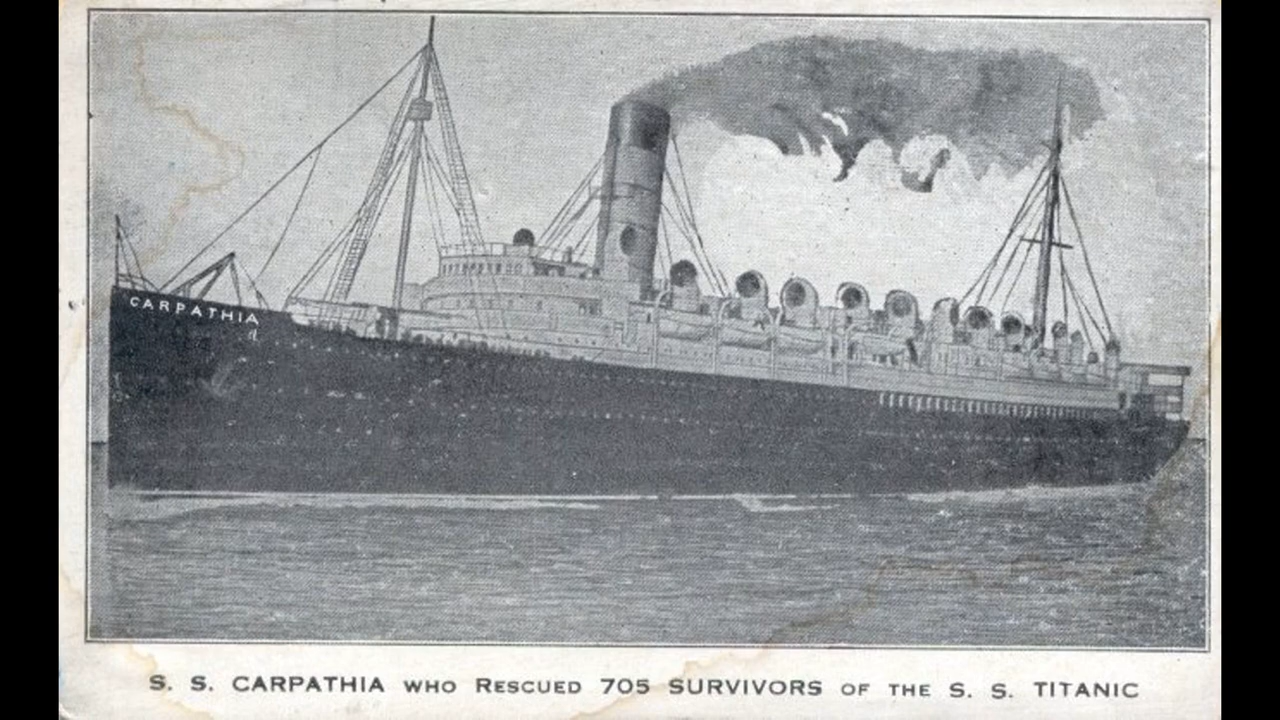 CARPATHIA
S. S. CARPATHIA WHO RESCUED 705 SURVIVORS OF THE S. S. TITANIC